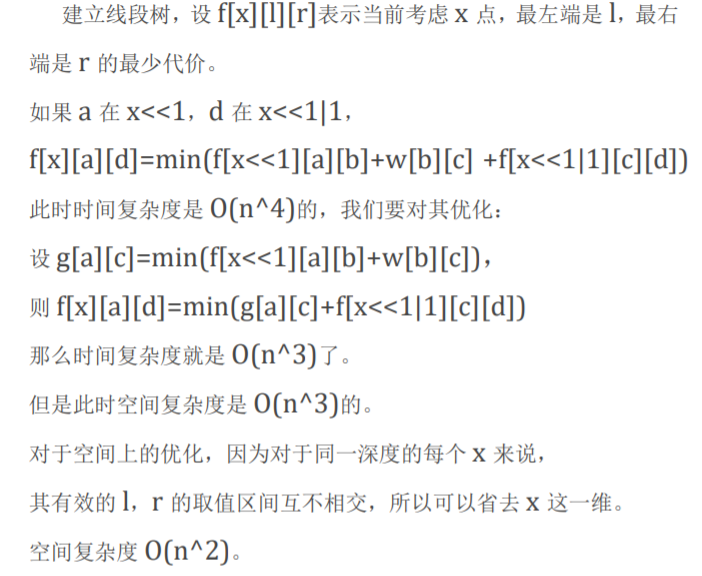 建立线段树，设 f[x][l][r]表示当前考虑 x 点，最左端是 l，最右
端是 r 的最少代价。
如果 a 在 x<<1，d 在 x<<1|1，
f[x][a][d]=min(f[x<<1][a][b]+w[b][c] +f[x<<1|1][c][d])
此时时间复杂度是 O(n^4)的，我们要对其优化：
设 g[a][c]=min(f[x<<1][a][b]+w[b][c])，
则 f[x][a][d]=min(g[a][c]+f[x<<1|1][c][d])
那么时间复杂度就是 O(n^3)了。
但是此时空间复杂度是 O(n^3)的。
对于空间上的优化，因为对于同一深度的每个 x 来说，
其有效的 l，r 的取值区间互不相交，所以可以省去 x 这一维。
空间复杂度 O(n^2)。